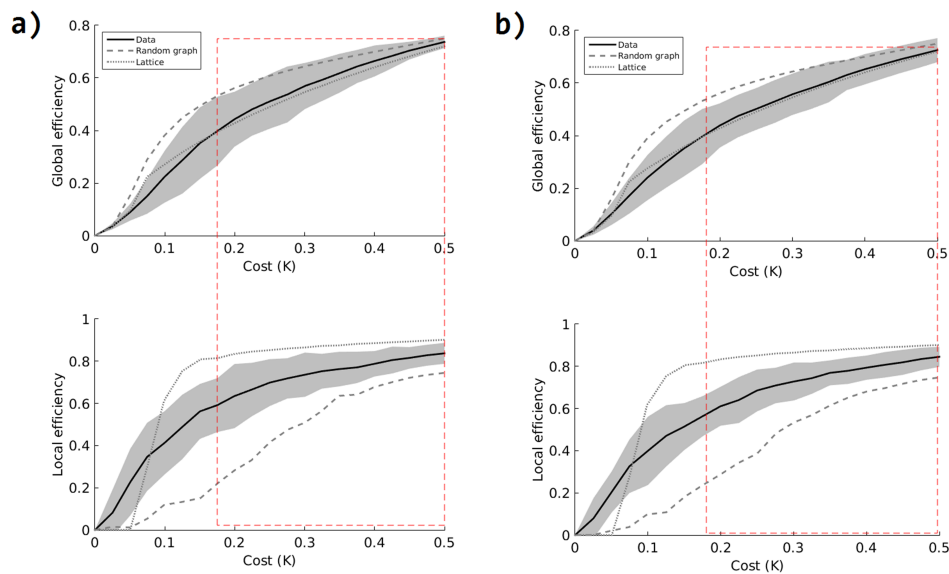 a)
Data
Random graph
Lattice
Global efficiency
0.8
0.6
0.4
0.2
0
0 0.1 0.2 0.3 0.4 0.5
Cost (K)
Local efficiency
1
0.8
0.6
0.4
0.2
0
0 0.1 0.2 0.3 0.4 0.5
Cost (K)
b)
Data
Random graph
Lattice
Global efficiency
0.8
0.6
0.4
0.2
0
0 0.1 0.2 0.3 0.4 0.5
Cost (K)
Local efficiency
1
0.8
0.6
0.4
0.2
0
0 0.1 0.2 0.3 0.4 0.5
Cost (K)